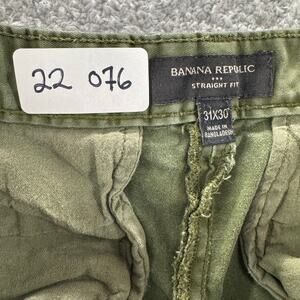 22 076
BANANA REPUBLIC
STRAIGHT FIT
31X30
MADE IN
BANGLADESH